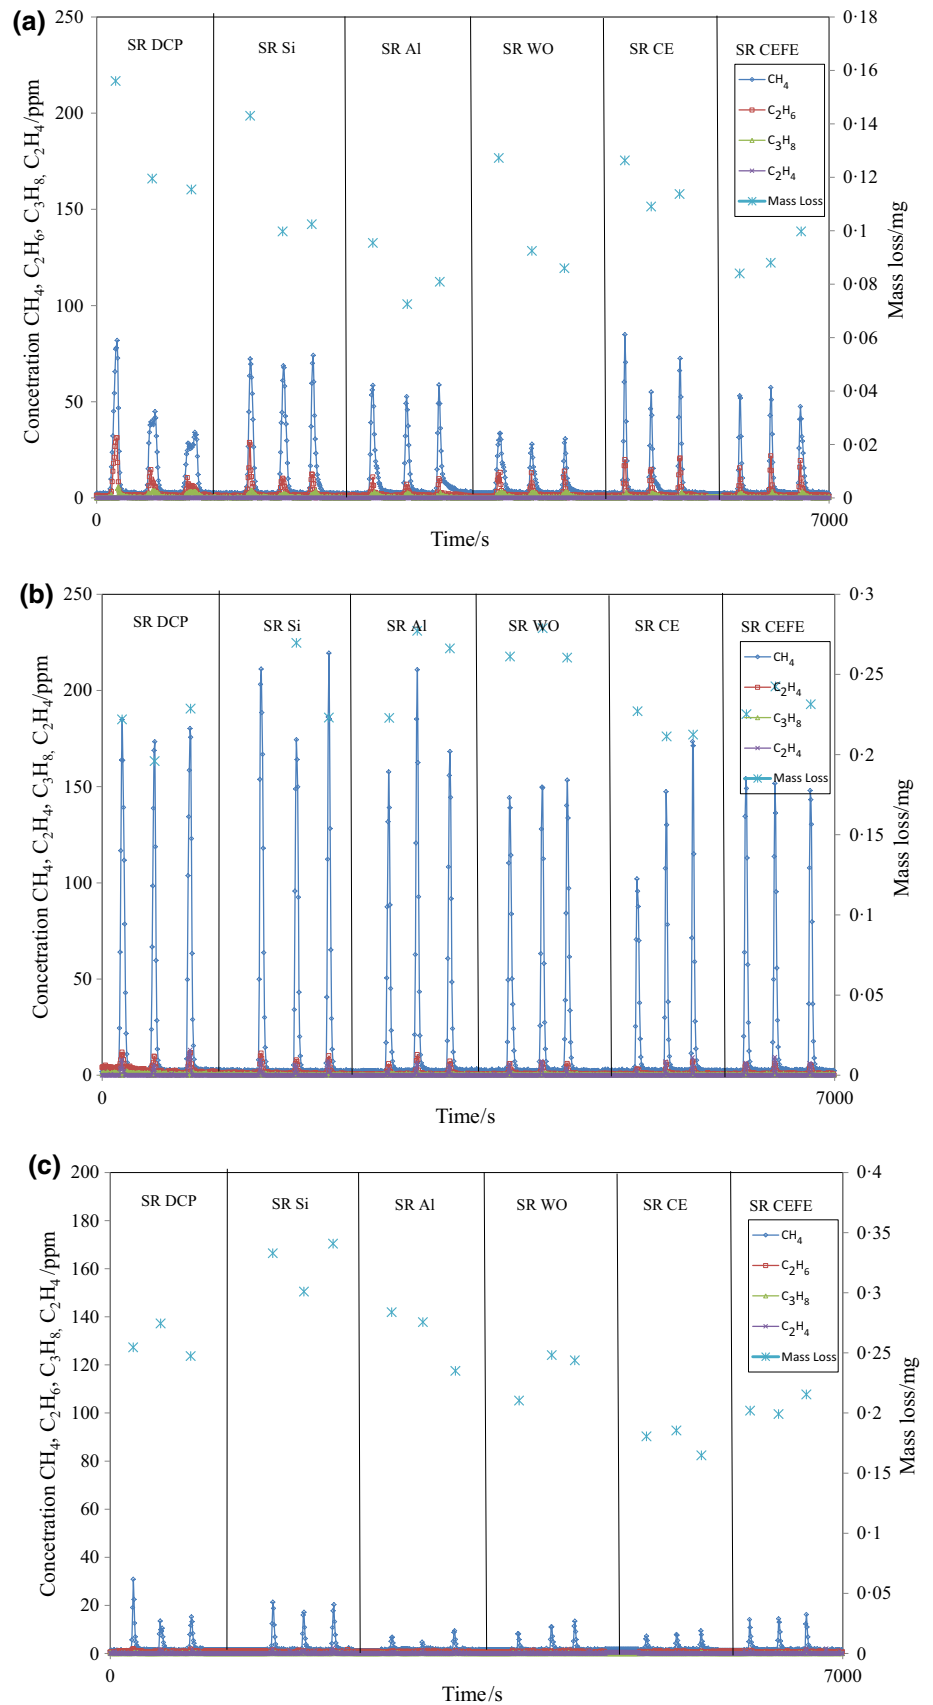 (a)
250
200
150
100
50
0
Concetration CH4, C2H6, C3H8, C2H4/ppm
SR DCP
SR Si
SR Al
SR WO
SR CE
SR CEFE
CH4
C2H6
C3H8
C2H4
Mass Loss
0·18
0·16
0·14
0·12
0·1
0·08
0·06
0·04
0·02
0
Mass loss/mg
0
7000
Time/s
(b)
250
200
150
100
50
0
Concetration CH4, C2H4, C3H8, C2H4/ppm
SR DCP
SR Si
SR Al
SR WO
SR CE
SR CEFE
CH4
C2H4
C3H8
C2H4
Mass Loss
0·3
0·25
0·2
0·15
0·1
0·05
0
Mass loss/mg
0
7000
Time/s
(c)
200
180
160
140
120
100
80
60
40
20
0
Concetration CH4, C2H6, C3H8, C2H4 /ppm
SR DCP
SR Si
SR Al
SR WO
SR CE
SR CEFE
CH4
C2H6
C3H8
C2H4
Mass Loss
0·4
0·35
0·3
0·25
0·2
0·15
0·1
0·05
0
Mass loss/mg
0
7000
Time/s